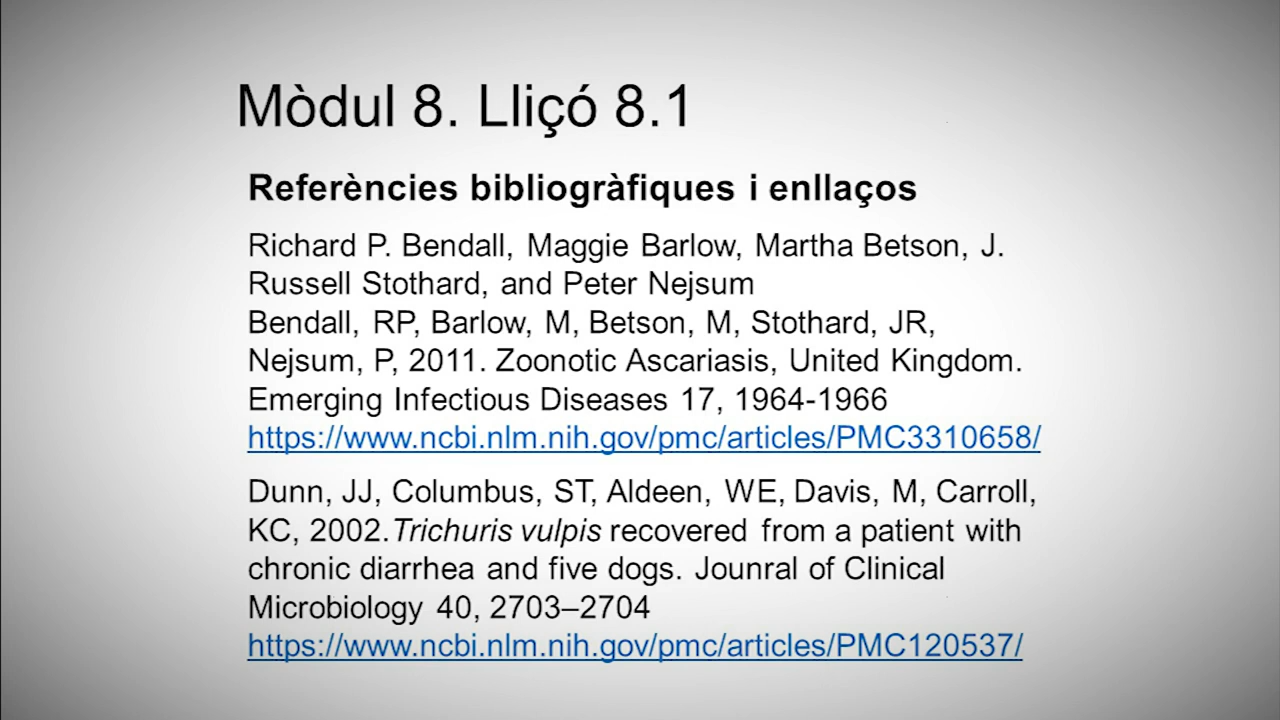 Mòdul 8. Lliçó 8.1
Referències bibliogràfiques i enllaços
Richard P. Bendall, Maggie Barlow, Martha Betson, J.
Russell Stothard, and Peter Nejsum
Bendall, RP, Barlow, M, Betson, M, Stothard, JR,
Nejsum, P, 2011. Zoonotic Ascariasis, United Kingdom.
Emerging Infectious Diseases 17, 1964-1966
https://www.ncbi.nlm.nih.gov/pmc/articles/PMC3310658/
Dunn, JJ, Columbus, ST, Aldeen, WE, Davis, M, Carroll,
KC, 2002. Trichuris vulpis recovered from a patient with
chronic diarrhea and five dogs. Jounral of Clinical
Microbiology 40, 2703–2704
https://www.ncbi.nlm.nih.gov/pmc/articles/PMC120537/